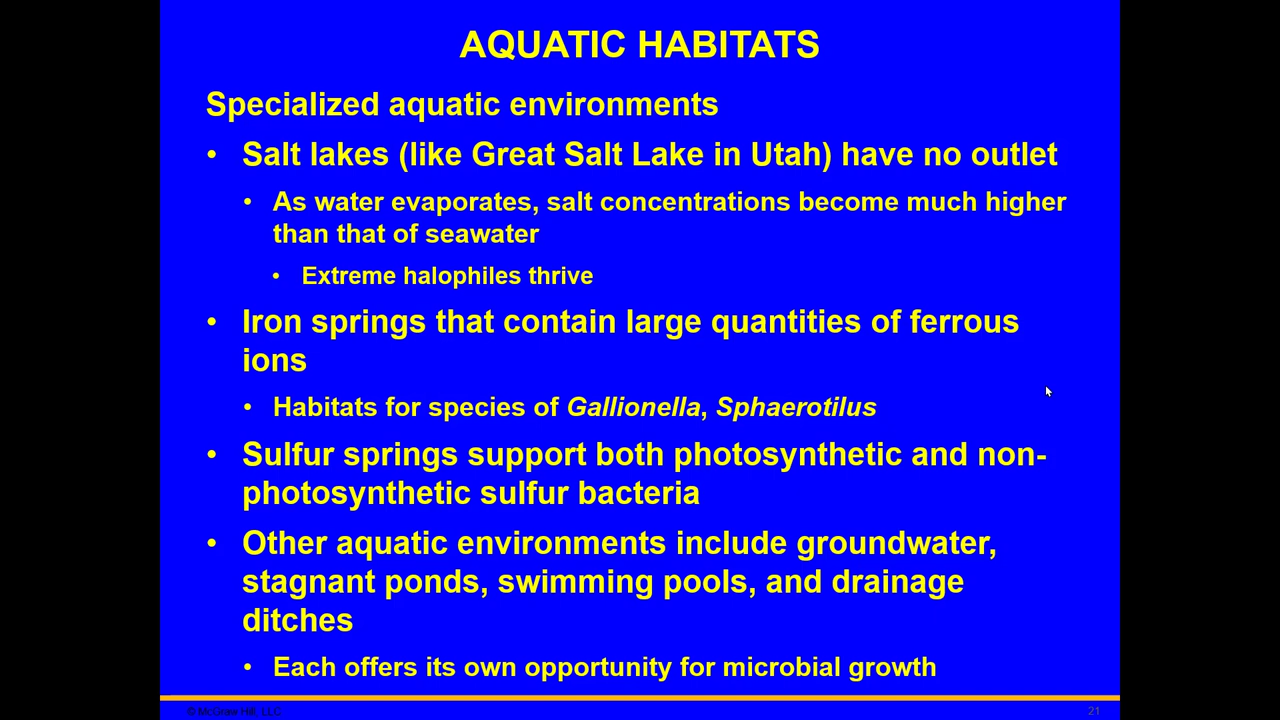 AQUATIC HABITATS
Specialized aquatic environments
• Salt lakes (like Great Salt Lake in Utah) have no outlet
• As water evaporates, salt concentrations become much higher
than that of seawater
• Extreme halophiles thrive
• Iron springs that contain large quantities of ferrous
ions
• Habitats for species of Gallionella, Sphaerotilus
• Sulfur springs support both photosynthetic and non-
photosynthetic sulfur bacteria
• Other aquatic environments include groundwater,
stagnant ponds, swimming pools, and drainage
ditches
• Each offers its own opportunity for microbial growth
© McGraw Hill, LLC
21